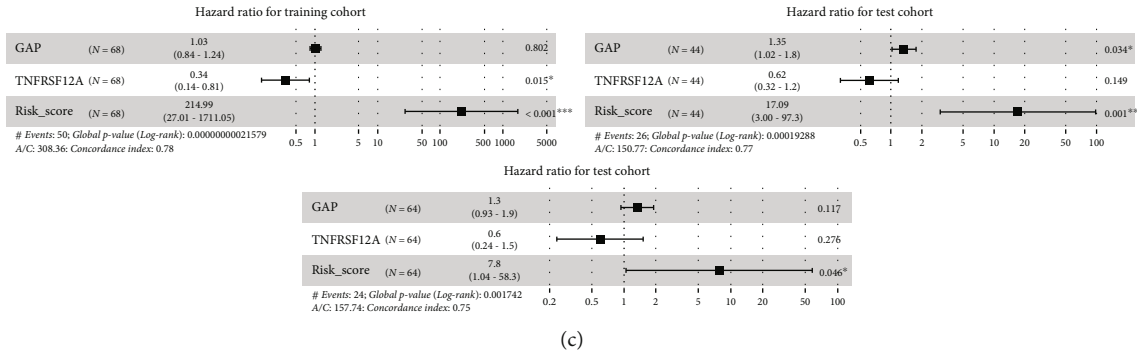 Hazard ratio for training cohort
GAP (N = 68) 1.03 0.802
(0.84 - 1.24)
TNFRSF12A (N = 68) 0.34 0.015*
(0.14- 0.81)
Risk_score (N = 68) 214.99 < 0.001***
(27.01 - 1711.05)
# Events: 50; Global p-value (Log-rank): 0.00000000021579
A/C: 308.36: Concordance index: 0.78
0.5 1 5 10 50 100 500 1000 5000
Hazard ratio for test cohort
GAP (N = 44) 1.35 0.034*
(1.02 - 1.8)
TNFRSF12A (N = 44) 0.62 0.149
(0.32 - 1.2)
Risk_score (N = 44) 17.09 0.001**
(3.00 - 97.3)
# Events: 26; Global p-value (Log-rank): 0.00019288
A/C: 150.77: Concordance index: 0.77
0.5 1 2 5 10 20 50 100
Hazard ratio for test cohort
GAP (N = 64) 1.3 0.117
(0.93 - 1.9)
TNFRSF12A (N = 64) 0.6 0.276
(0.24 - 1.5)
Risk_score (N = 64) 7.8 0.046*
(1.04 - 58.3)
# Events: 24; Global p-value (Log-rank): 0.001742
A/C: 157.74: Concordance index: 0.75
0.2 0.5 1 2 5 10 20 50 100
(c)